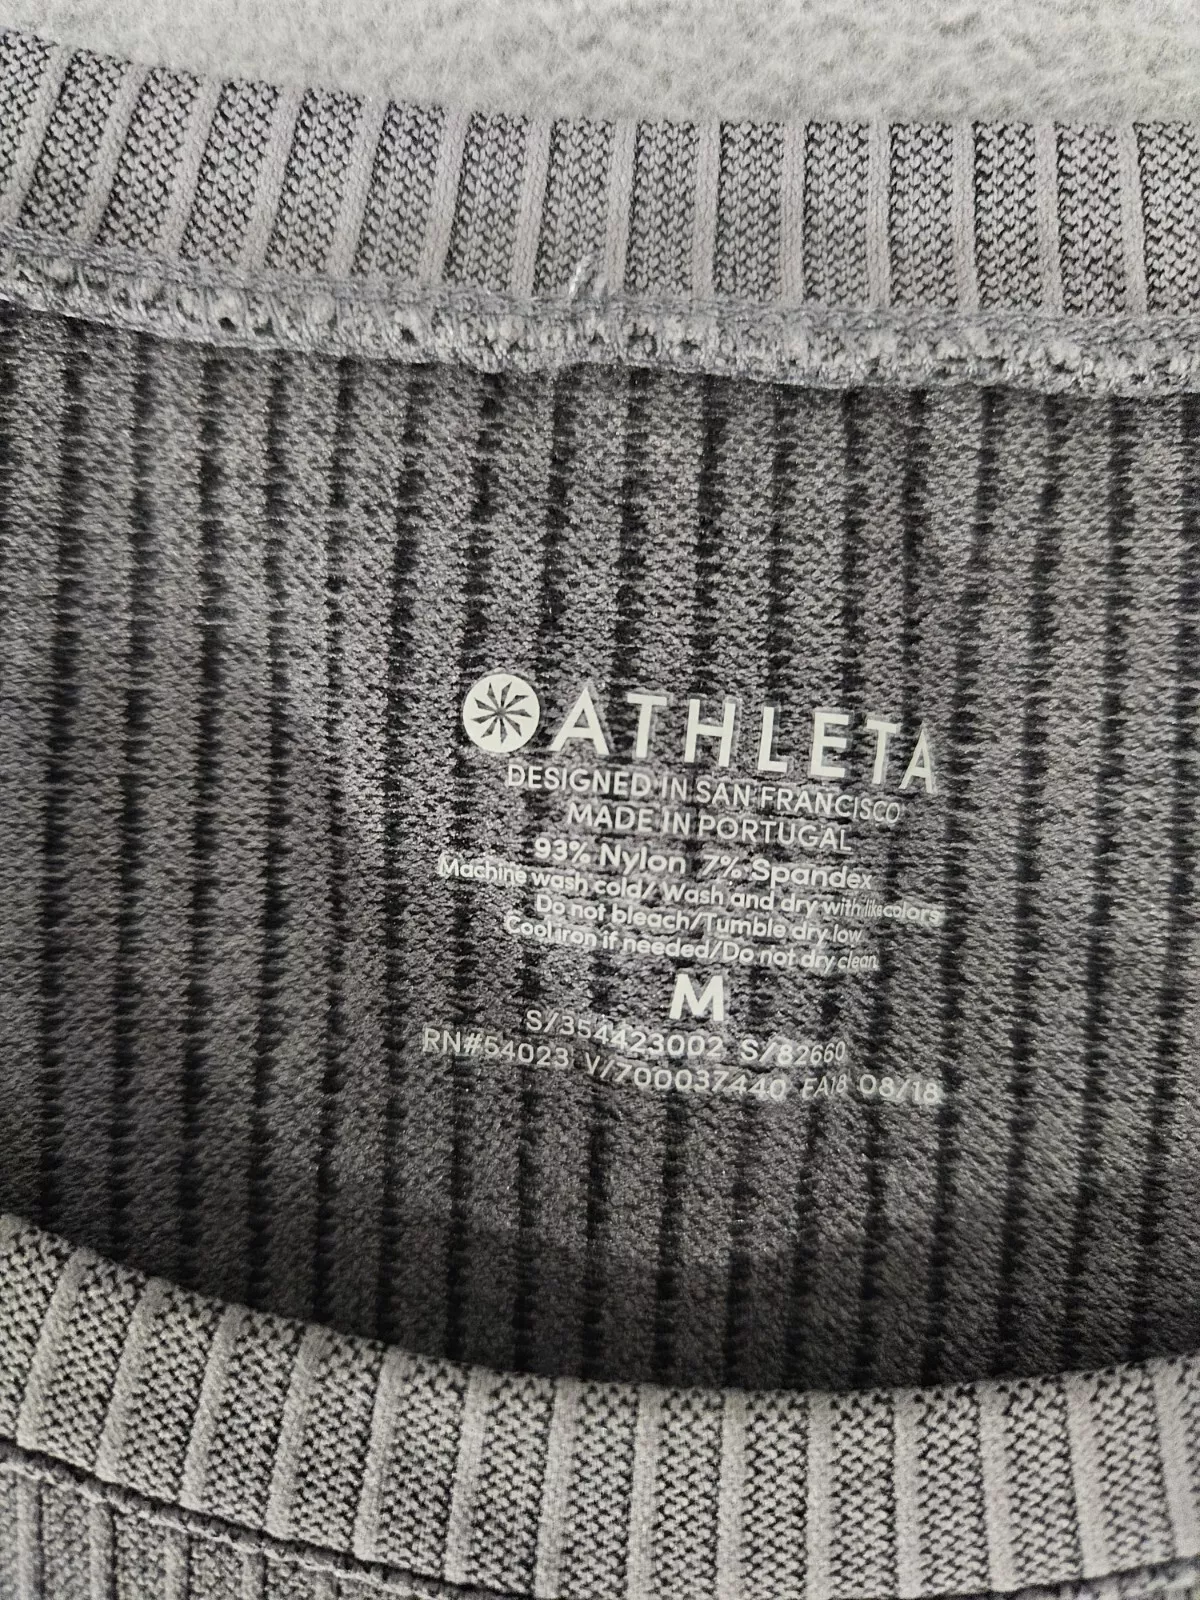 ATHLETA
DESIGNED IN SAN FRANCISCO
MADE IN PORTUGAL
93% Nylon 7% Spandex
Machine wash cold/ Wash and dry with like colors
Do not bleach/Tumble dry low
Cool iron if needed/Do not dry clean
M
S/354423002 S/82660
RN#54023 V/700037440 FA18 08/18